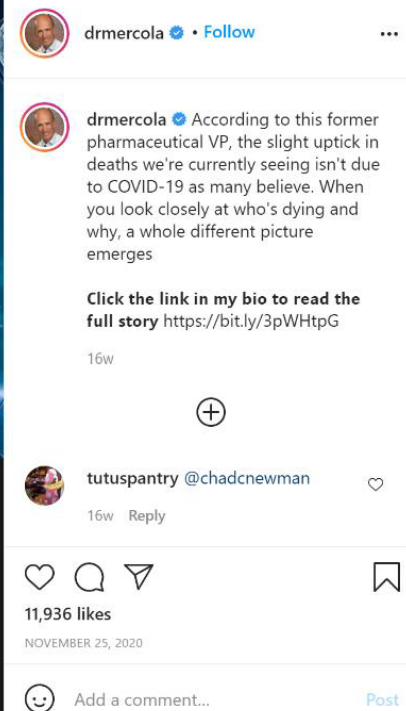 drmercola • Follow
drmercola According to this former
pharmaceutical VP, the slight uptick in
deaths we're currently seeing isn't due
to COVID-19 as many believe. When
you look closely at who's dying and
why, a whole different picture
emerges
Click the link in my bio to read the
full story https://bit.ly/3pWHtpG
16w
tutuspantry @chadcnewman
16w Reply
11,936 likes
NOVEMBER 25, 2020
Add a comment... Post